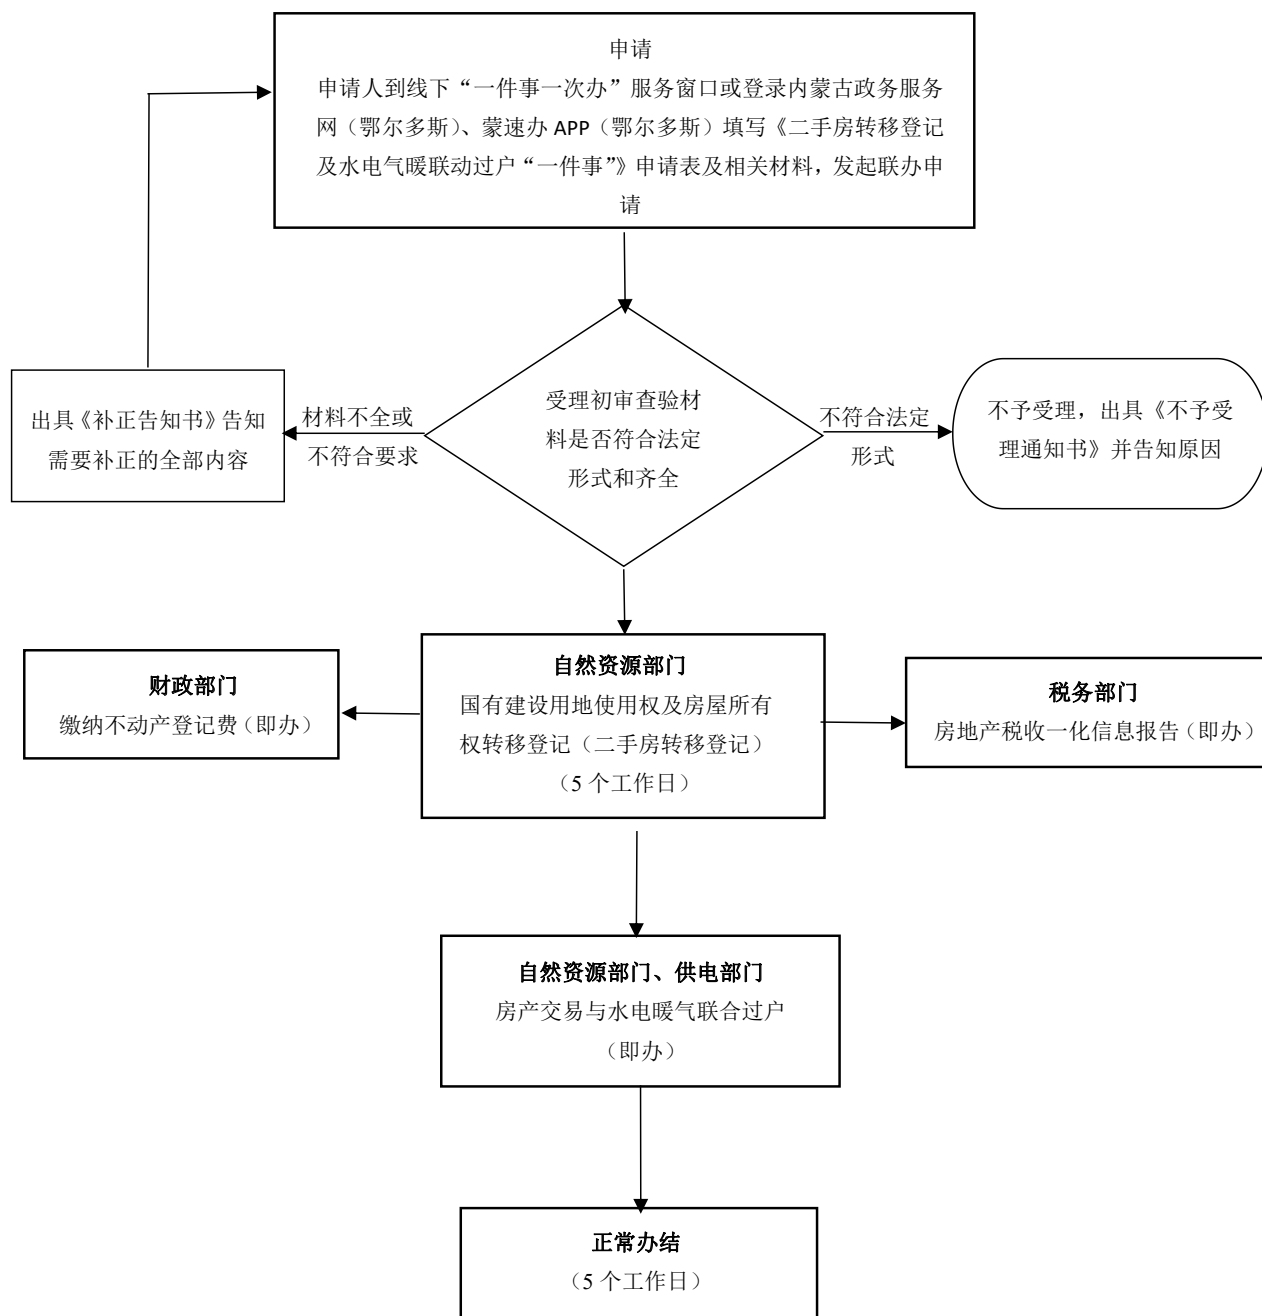 申请
申请人到线下“一件事一次办”服务窗口或登录内蒙古政务服务
网（鄂尔多斯）、蒙速办 APP（鄂尔多斯）填写《二手房转移登记
及水电气暖联动过户“一件事”》申请表及相关材料，发起联办申
请
出具《补正告知书》告知
需要补正的全部内容
材料不全或
不符合要求
受理初审查验材
料是否符合法定
形式和齐全
不符合法定
形式
不予受理，出具《不予受
理通知书》并告知原因
财政部门
缴纳不动产登记费（即办）
自然资源部门
国有建设用地使用权及房屋所有
权转移登记（二手房转移登记）
（5 个工作日）
税务部门
房地产税收一化信息报告（即办）
自然资源部门、供电部门
房产交易与水电暖气联合过户
（即办）
正常办结
（5 个工作日）